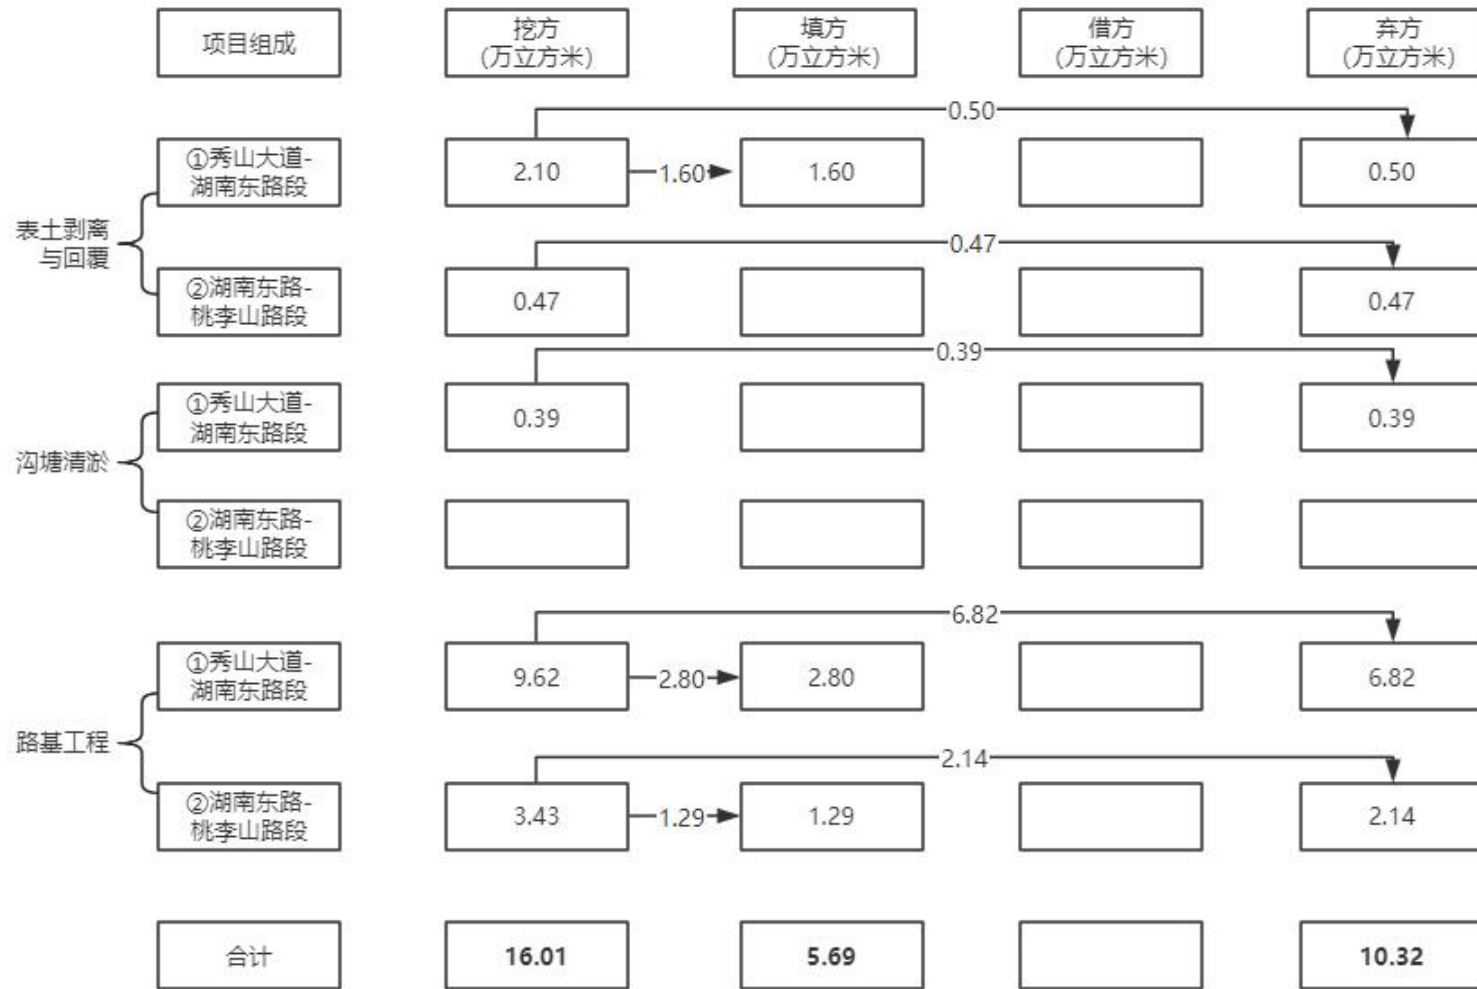 项目组成
挖方
(万立方米)
填方
(万立方米)
借方
(万立方米)
弃方
(万立方米)
0.50
表土剥离
与回覆
①秀山大道-
湖南东路段
2.10
1.60
1.60
0.50
0.47
②湖南东路-
桃李山路段
0.47
0.47
0.39
沟塘清淤
①秀山大道-
湖南东路段
0.39
0.39
②湖南东路-
桃李山路段
6.82
路基工程
①秀山大道-
湖南东路段
9.62
2.80
2.80
6.82
2.14
②湖南东路-
桃李山路段
3.43
1.29
1.29
2.14
合计
16.01
5.69
10.32